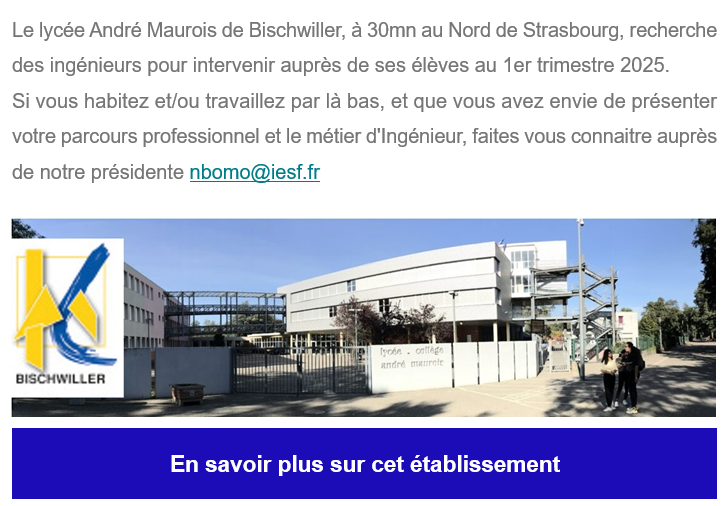 Le lycée André Maurois de Bischwiller, à 30mn au Nord de Strasbourg, recherche
des ingénieurs pour intervenir auprès de ses élèves au 1er trimestre 2025.
Si vous habitez et/ou travaillez par là bas, et que vous avez envie de présenter
votre parcours professionnel et le métier d'Ingénieur, faites vous connaitre auprès
de notre présidente nbomo@iesf.fr
BISCHWILLER
lycée - collège
andré maurois
En savoir plus sur cet établissement